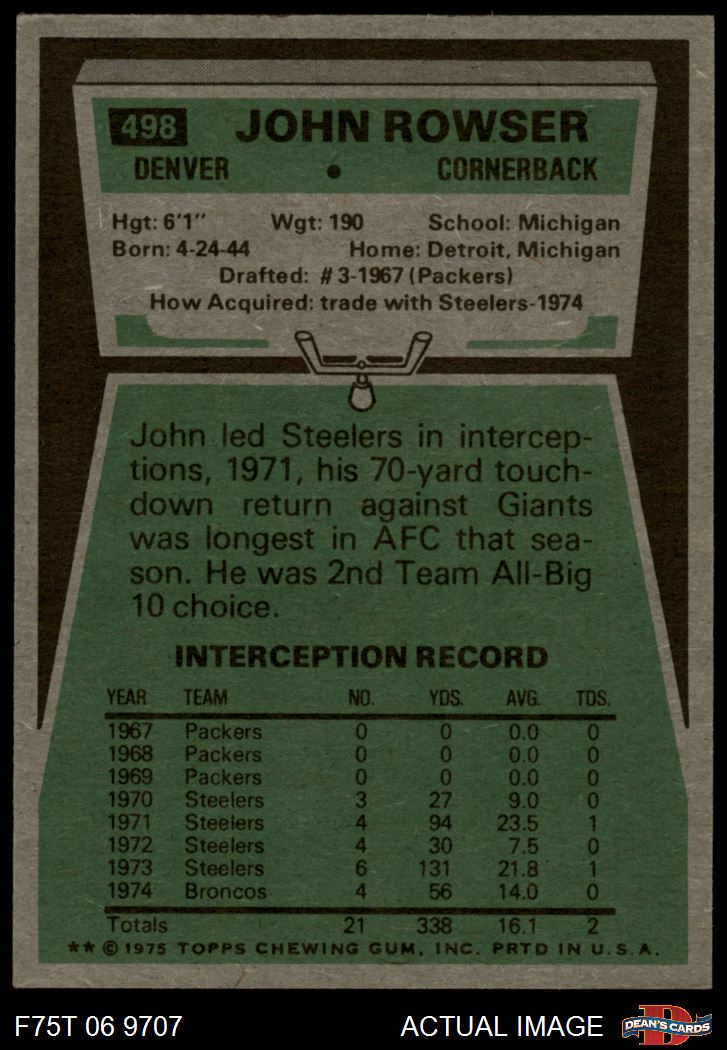 498 JOHN ROWSER
DENVER • CORNERBACK
Hgt: 6'1" Wgt: 190 School: Michigan
Born: 4-24-44 Home: Detroit, Michigan
Drafted: #3-1967 (Packers)
How Acquired: trade with Steelers-1974
John led Steelers in intercep-
tions, 1971, his 70-yard touch-
down return against Giants
was longest in AFC that sea-
son. He was 2nd Team All-Big
10 choice.
INTERCEPTION RECORD
YEAR TEAM NO. YDS. AVG. TDS.
1967 Packers 0 0 0.0 0
1968 Packers 0 0 0.0 0
1969 Packers 0 0 0.0 0
1970 Steelers 3 27 9.0 0
1971 Steelers 4 94 23.5 1
1972 Steelers 4 30 7.5 0
1973 Steelers 6 131 21.8 1
1974 Broncos 4 56 14.0 0
Totals 21 338 16.1 2
** © 1975 TOPPS CHEWING GUM, INC. PRTD IN U.S.A.
F75T 06 9707 ACTUAL IMAGE D DEAN'S CARDS